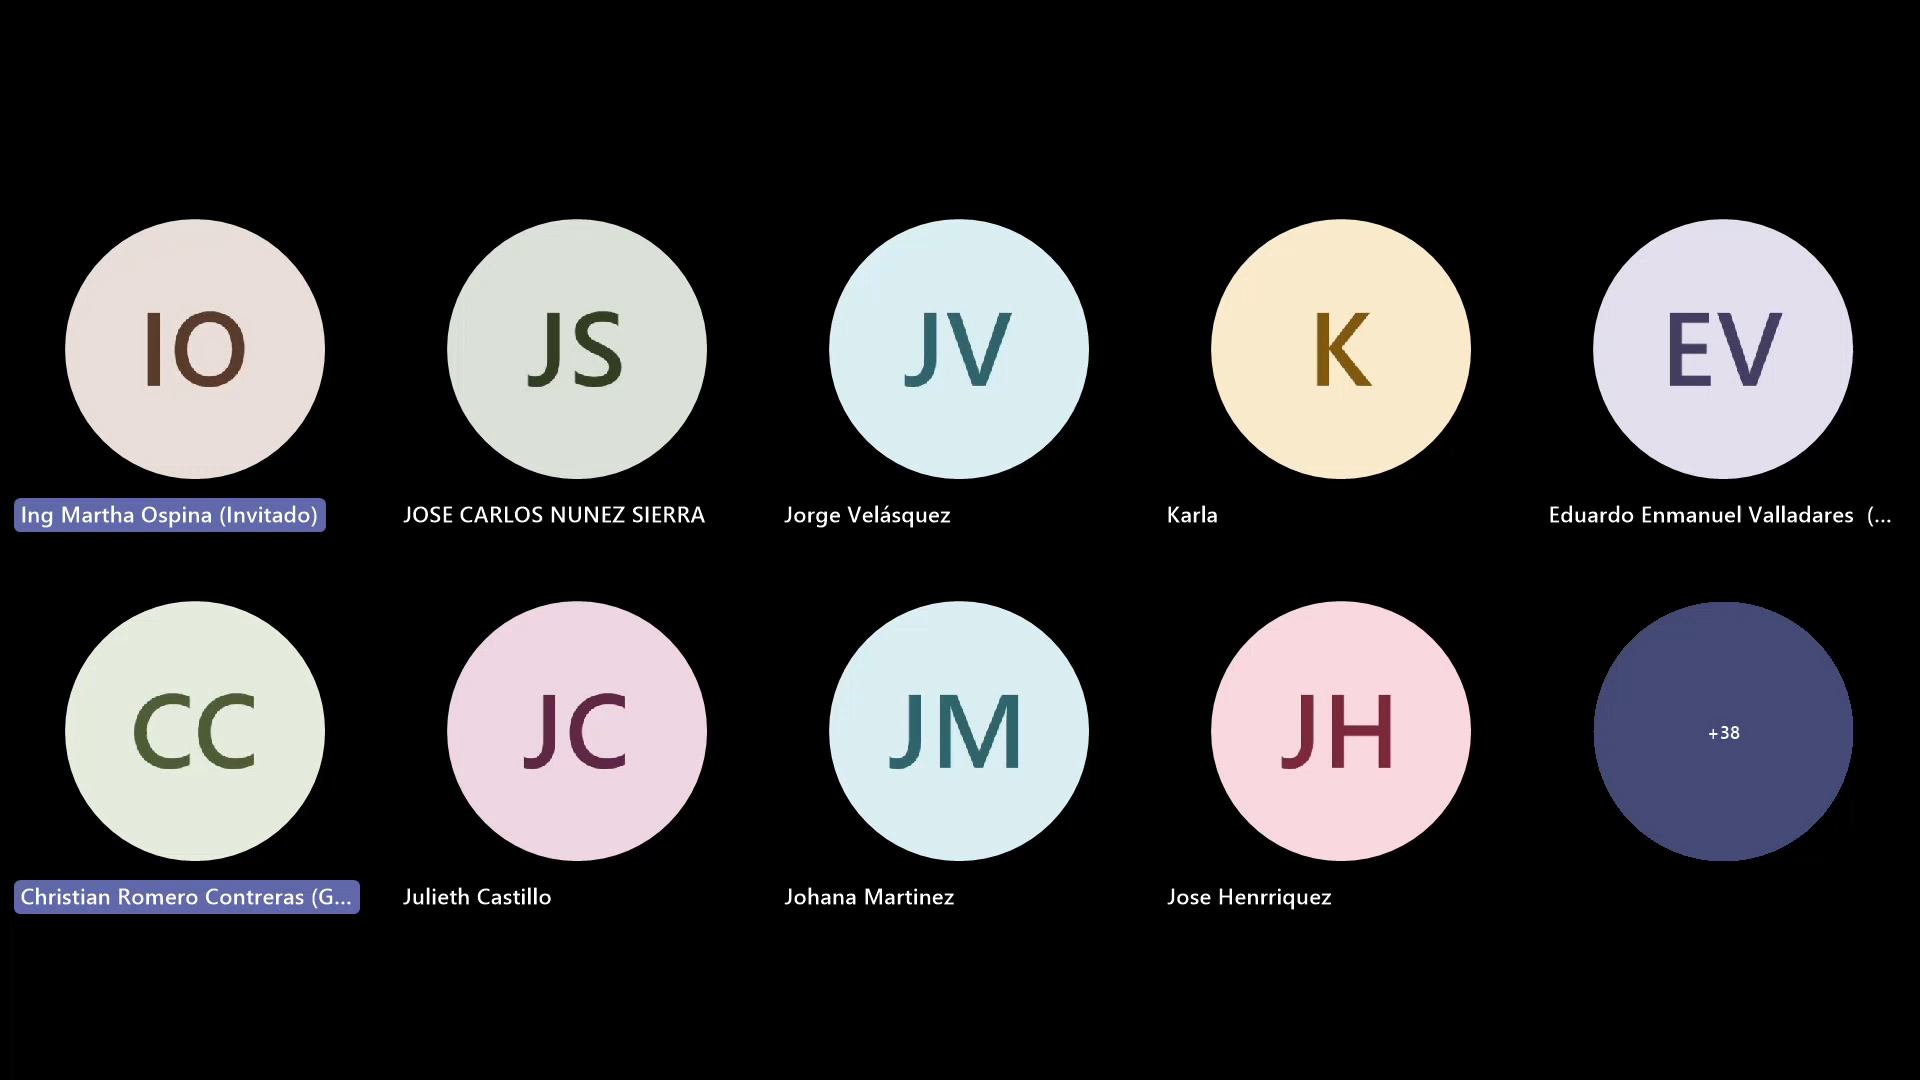 IO
JS
JV
K
EV
Ing Martha Ospina (Invitado)
JOSE CARLOS NUNEZ SIERRA
Jorge Velásquez
Karla
Eduardo Enmanuel Valladares (...
CC
JC
JM
JH
+38
Christian Romero Contreras (G...
Julieth Castillo
Johana Martinez
Jose Henrriquez